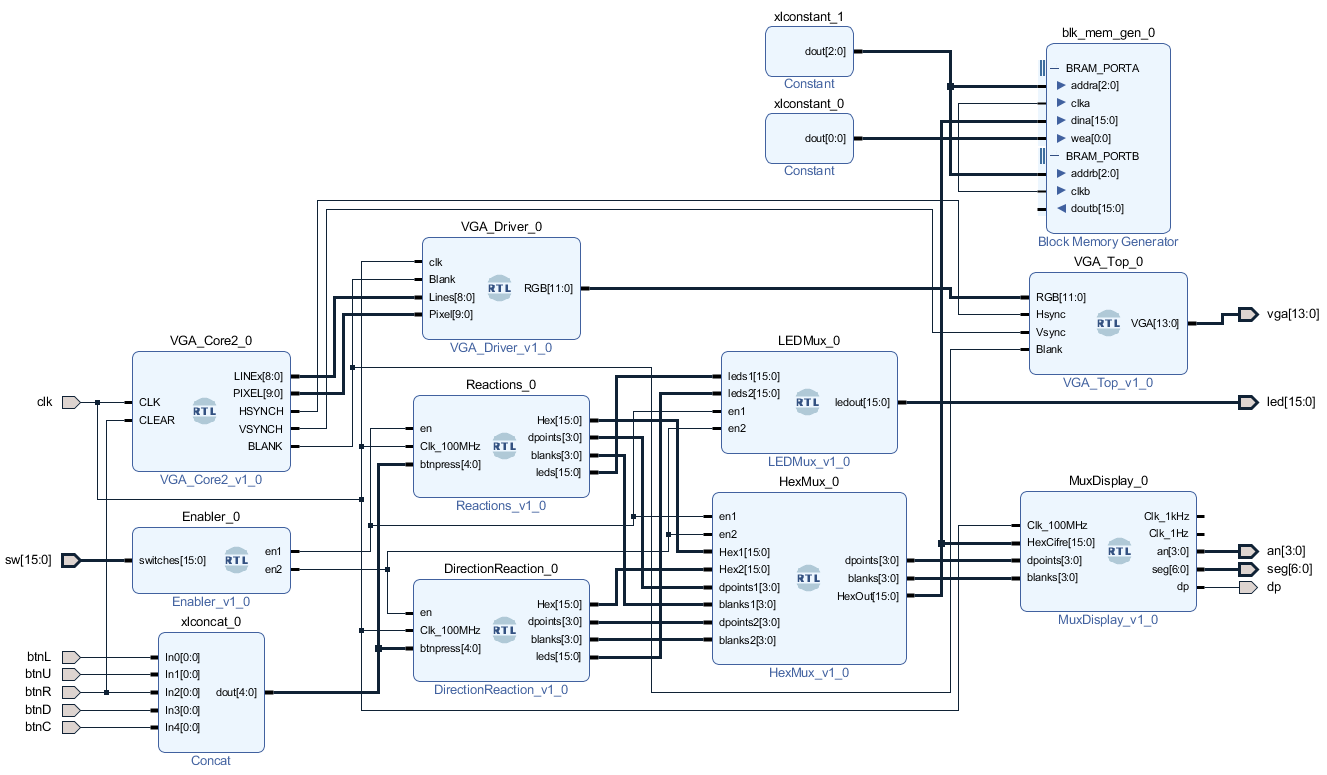 xlconstant_1
dout[2:0]
Constant
xlconstant_0
dout[0:0]
Constant
blk_mem_gen_0
BRAM_PORTA
addra[2:0]
clka
dina[15:0]
wea[0:0]
BRAM_PORTB
addrb[2:0]
clkb
doutb[15:0]
Block Memory Generator
VGA_Driver_0
clk
Blank
Lines[8:0]
Pixel[9:0]
RTL
RGB[11:0]
VGA_Driver_v1_0
VGA_Top_0
RGB[11:0]
Hsync
Vsync
Blank
RTL
VGA[13:0]
VGA_Top_v1_0
vga[13:0]
clk
VGA_Core2_0
CLK
CLEAR
RTL
LINEx[8:0]
PIXEL[9:0]
HSYNCH
VSYNCH
BLANK
VGA_Core2_v1_0
Reactions_0
en
Clk_100MHz
btnpress[4:0]
RTL
Hex[15:0]
dpoints[3:0]
blanks[3:0]
leds[15:0]
Reactions_v1_0
LEDMux_0
leds1[15:0]
leds2[15:0]
en1
en2
RTL
ledout[15:0]
LEDMux_v1_0
led[15:0]
sw[15:0]
Enabler_0
switches[15:0]
RTL
en1
en2
Enabler_v1_0
DirectionReaction_0
en
Clk_100MHz
btnpress[4:0]
RTL
Hex[15:0]
dpoints[3:0]
blanks[3:0]
leds[15:0]
DirectionReaction_v1_0
HexMux_0
en1
en2
Hex1[15:0]
Hex2[15:0]
dpoints1[3:0]
blanks1[3:0]
dpoints2[3:0]
blanks2[3:0]
RTL
dpoints[3:0]
blanks[3:0]
HexOut[15:0]
HexMux_v1_0
MuxDisplay_0
Clk_100MHz
HexCifre[15:0]
dpoints[3:0]
blanks[3:0]
RTL
Clk_1kHz
Clk_1Hz
an[3:0]
seg[6:0]
dp
MuxDisplay_v1_0
an[3:0]
seg[6:0]
dp
btnL
btnU
btnR
btnD
btnC
xlconcat_0
In0[0:0]
In1[0:0]
In2[0:0]
In3[0:0]
In4[0:0]
dout[4:0]
Concat